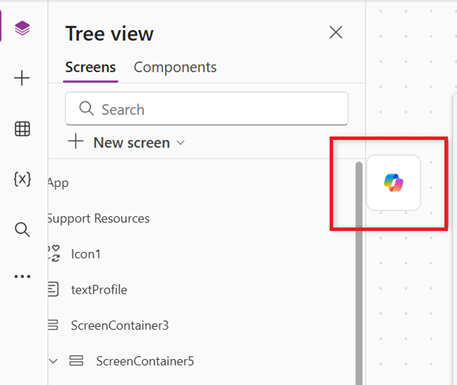 Tree view
Screens Components
Search
New screen
App
Support Resources
Icon1
textProfile
{x}
ScreenContainer3
ScreenContainer5